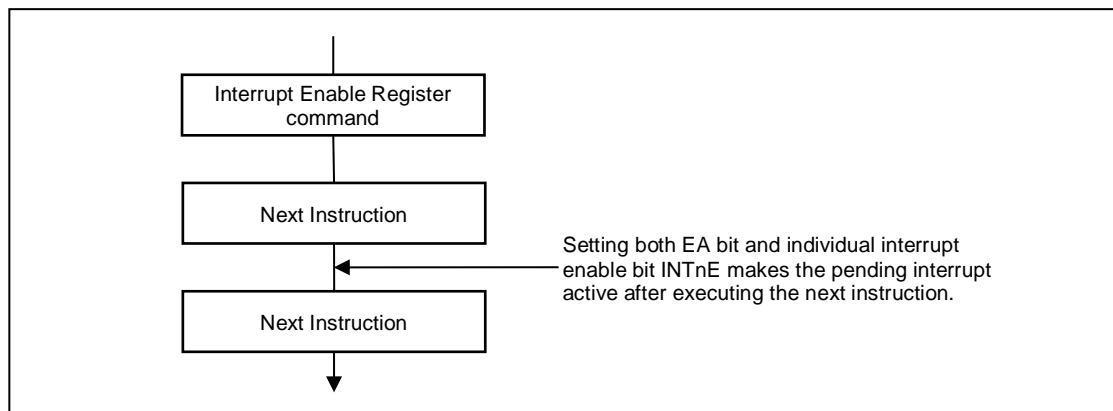 Interrupt Enable Register
command
Next Instruction
Setting both EA bit and individual interrupt
enable bit INTnE makes the pending interrupt
active after executing the next instruction.
Next Instruction